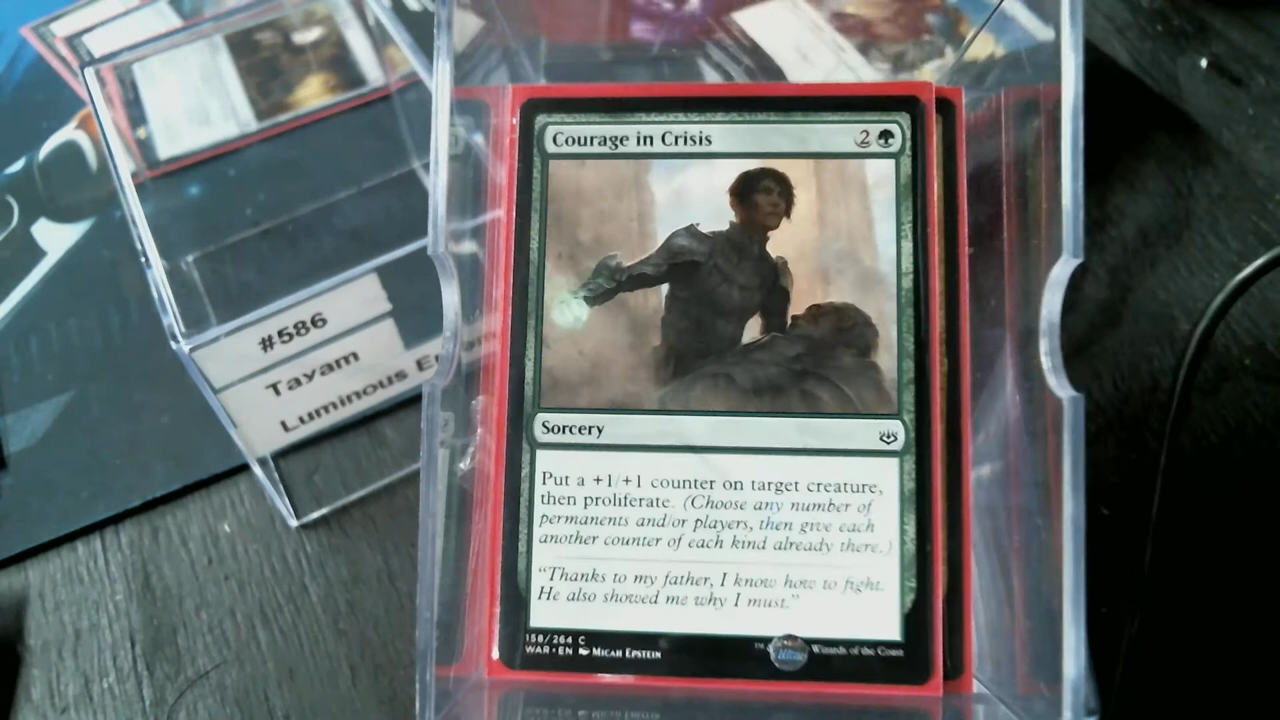 Courage in Crisis 2
Sorcery
Put a +1/+1 counter on target creature,
then proliferate. (Choose any number of
permanents and/or players, then give each
another counter of each kind already there.)
"Thanks to my father, I know how to fight.
He also showed me why I must."
158/264 C
WAR • EN Micah Epstein
™ & Wizards of the Coast
#586
Tayam
Luminous